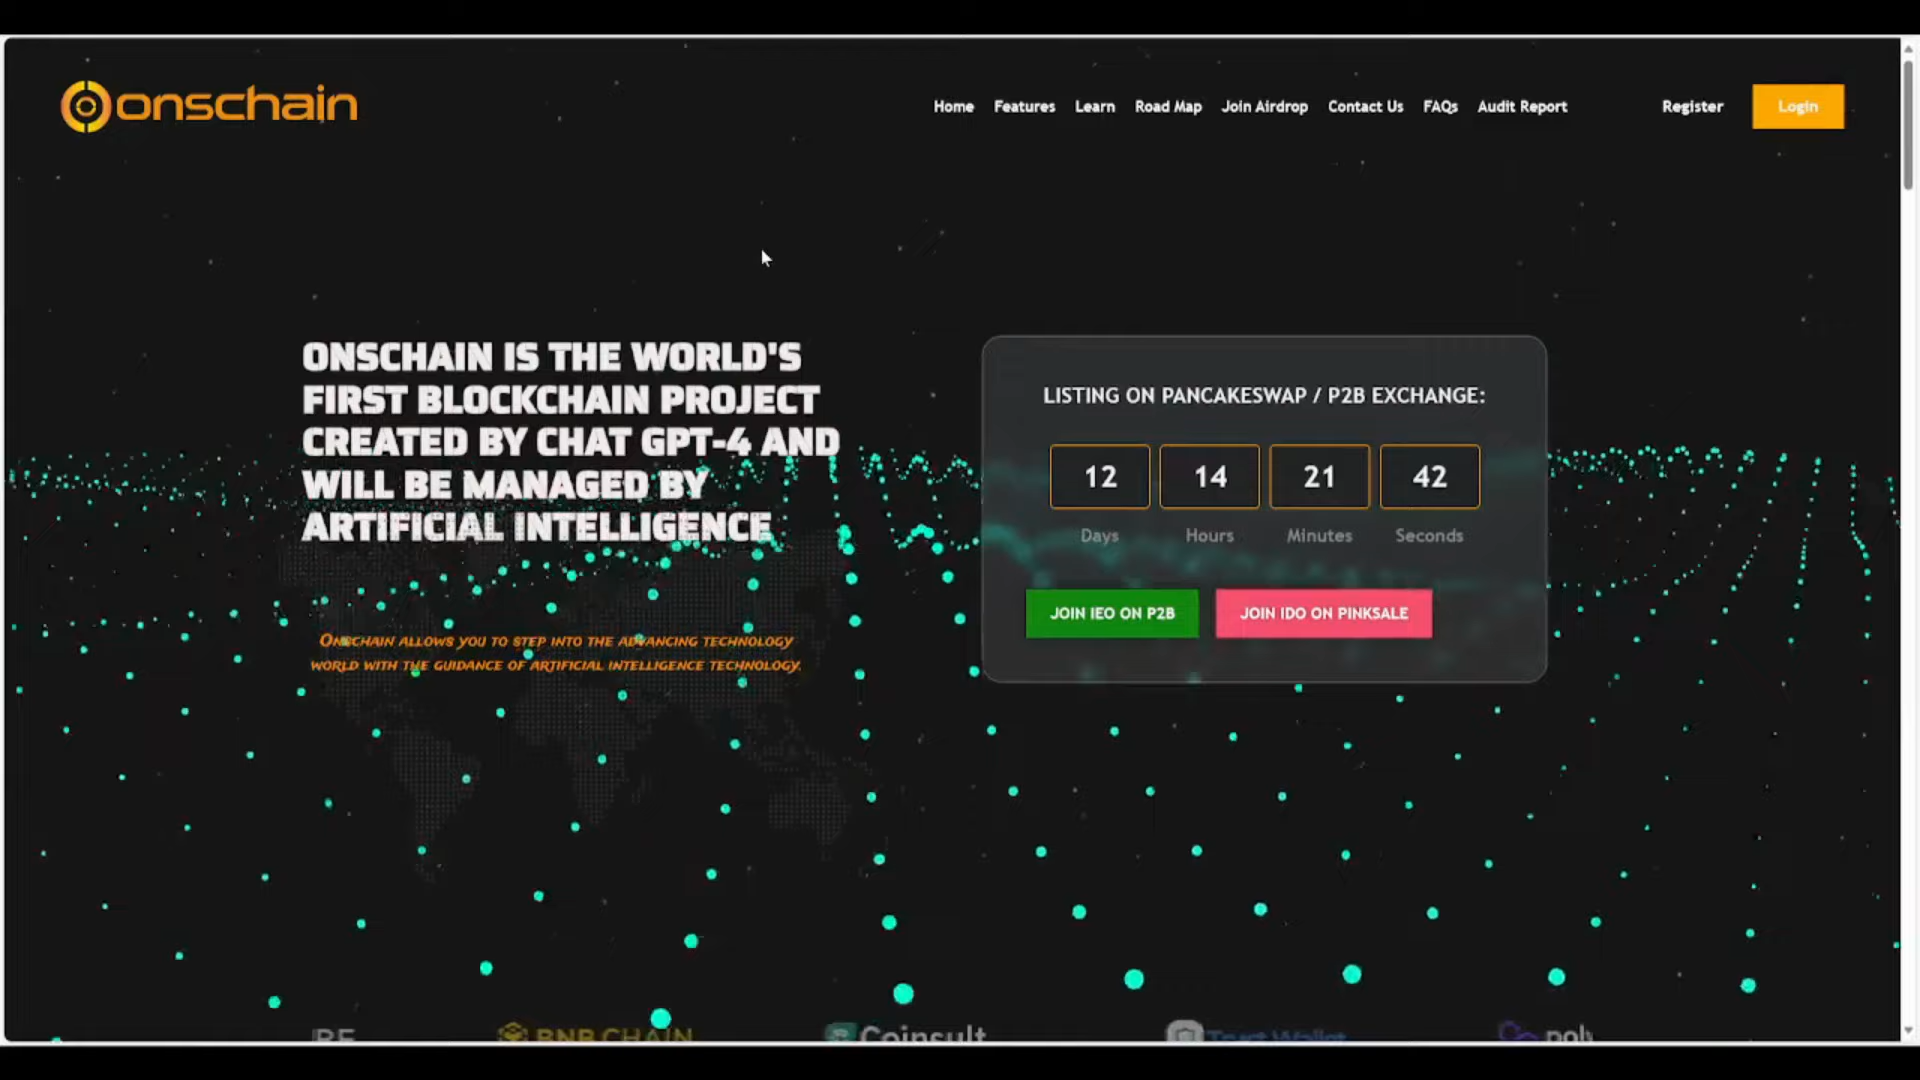 onschain
Home Features Learn Road Map Join Airdrop Contact Us FAQs Audit Report Register Login
ONSCHAIN IS THE WORLD'S
FIRST BLOCKCHAIN PROJECT
CREATED BY CHAT GPT-4 AND
WILL BE MANAGED BY
ARTIFICIAL INTELLIGENCE
ONSCHAIN ALLOWS YOU TO STEP INTO THE ADVANCING TECHNOLOGY
WORLD WITH THE GUIDANCE OF ARTIFICIAL INTELLIGENCE TECHNOLOGY.
LISTING ON PANCAKESWAP / P2B EXCHANGE:
12 14 21 42
Days Hours Minutes Seconds
JOIN IEO ON P2B JOIN IDO ON PINKSALE
BNB CHAIN Coinsult Trust Wallet